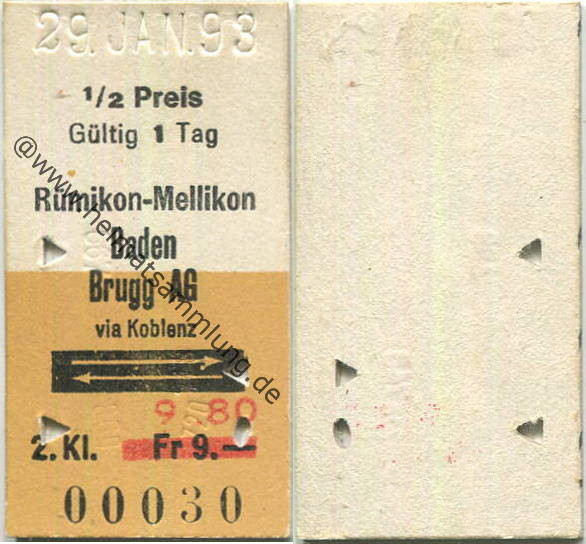 29. JAN. 93
1/2 Preis
Gültig 1 Tag
Rümikon-Mellikon
Baden
Brugg AG
via Koblenz
9.80
2. Kl. Fr 9.—
00030
@www.heimatsammlung.de